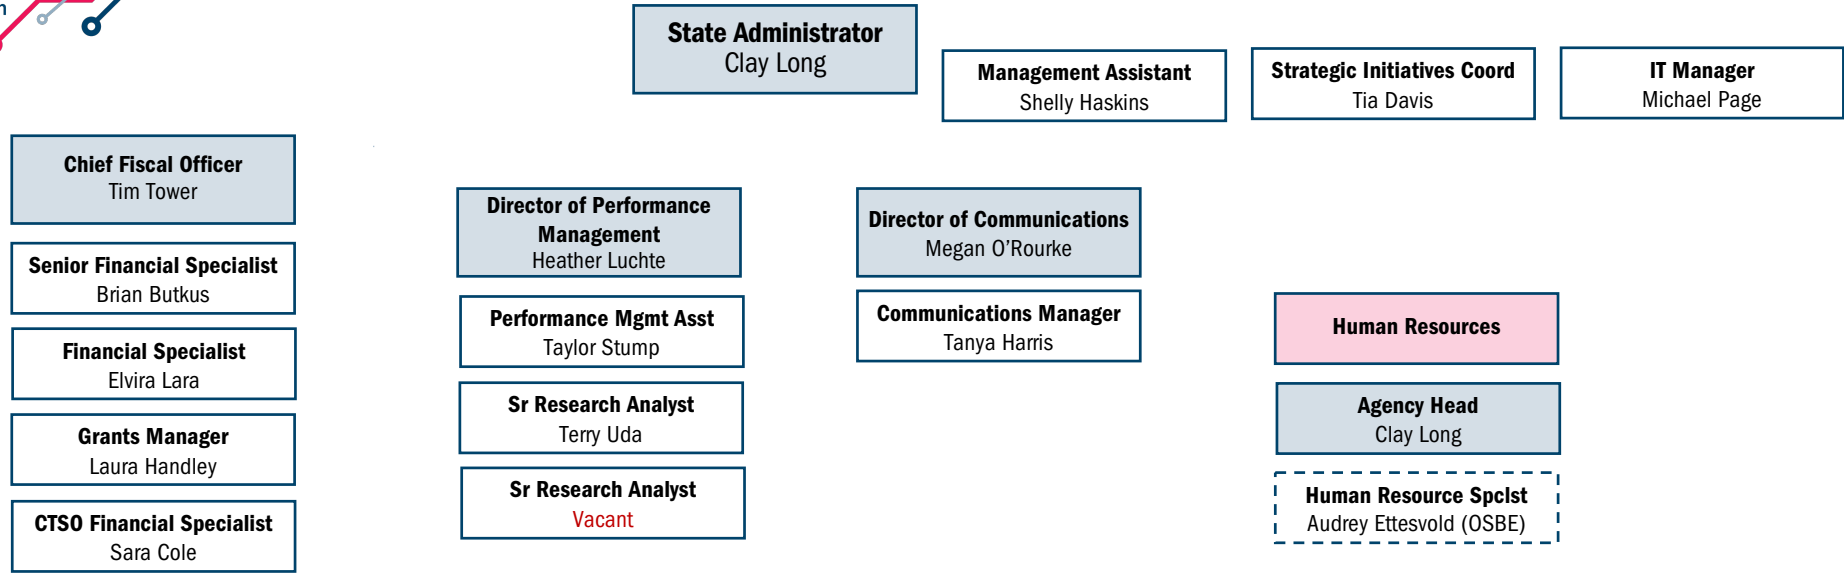 n
State Administrator
Clay Long
Management Assistant
Shelly Haskins
Strategic Initiatives Coord
Tia Davis
IT Manager
Michael Page
Chief Fiscal Officer
Tim Tower
Senior Financial Specialist
Brian Butkus
Financial Specialist
Elvira Lara
Grants Manager
Laura Handley
CTSO Financial Specialist
Sara Cole
Director of Performance
Management
Heather Luchte
Performance Mgmt Asst
Taylor Stump
Sr Research Analyst
Terry Uda
Sr Research Analyst
Vacant
Director of Communications
Megan O'Rourke
Communications Manager
Tanya Harris
Human Resources
Agency Head
Clay Long
Human Resource Spclst
Audrey Ettesvold (OSBE)